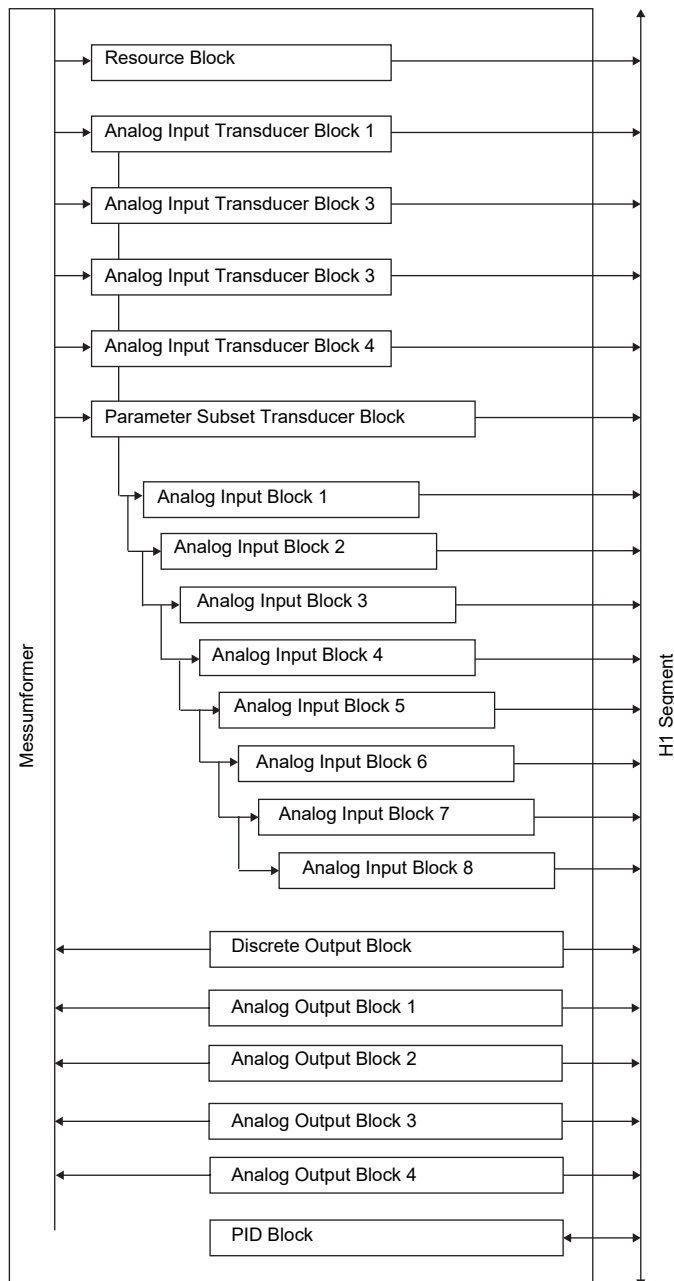 Resource Block
Analog Input Transducer Block 1
Analog Input Transducer Block 3
Analog Input Transducer Block 3
Analog Input Transducer Block 4
Parameter Subset Transducer Block
Analog Input Block 1
Analog Input Block 2
Analog Input Block 3
Analog Input Block 4
Analog Input Block 5
Analog Input Block 6
Analog Input Block 7
Analog Input Block 8
Discrete Output Block
Analog Output Block 1
Analog Output Block 2
Analog Output Block 3
Analog Output Block 4
PID Block
Messumformer
H1 Segment